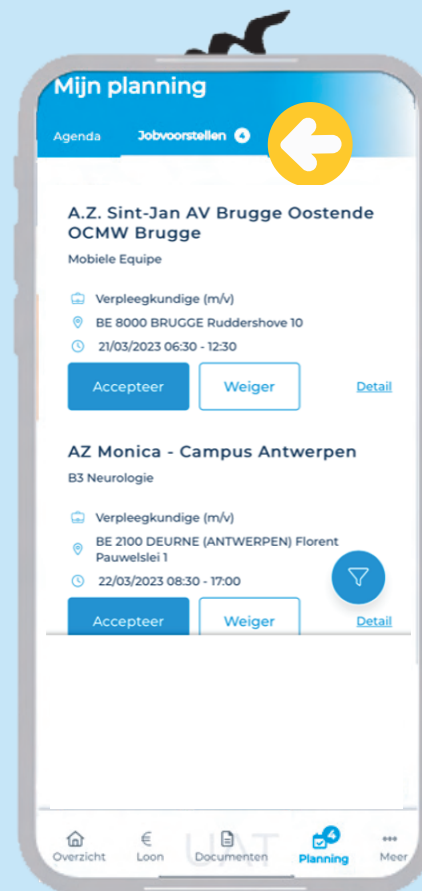 Mijn planning
Agenda Jobvoorstellen 4
A.Z. Sint-Jan AV Brugge Oostende
OCMW Brugge
Mobiele Equipe
Verpleegkundige (m/v)
BE 8000 BRUGGE Ruddershove 10
21/03/2023 06:30 - 12:30
Accepteer Weiger Detail
AZ Monica - Campus Antwerpen
B3 Neurologie
Verpleegkundige (m/v)
BE 2100 DEURNE (ANTWERPEN) Florent
Pauwelslei 1
22/03/2023 08:30 - 17:00
Accepteer Weiger Detail
4
UAT
Overzicht Loon Documenten Planning Meer